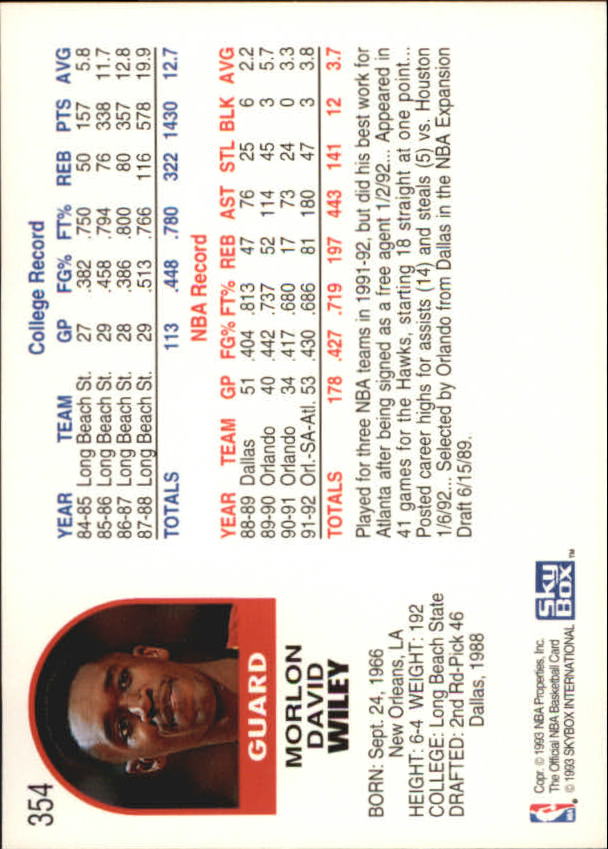 354
GUARD
MORLON
DAVID
WILEY
BORN: Sept. 24, 1966
New Orleans, LA
HEIGHT: 6-4 WEIGHT: 192
COLLEGE: Long Beach State
DRAFTED: 2nd Rd-Pick 46
Dallas, 1988
NBA
Copr. © 1993 NBA Properties, Inc.
The Official NBA Basketball Card
© 1993 SKYBOX INTERNATIONAL
SkyBOX™
College Record
YEAR TEAM GP FG% FT% REB PTS AVG
84-85 Long Beach St. 27 .382 .750 50 157 5.8
85-86 Long Beach St. 29 .458 .794 76 338 11.7
86-87 Long Beach St. 28 .386 .800 80 357 12.8
87-88 Long Beach St. 29 .513 .766 116 578 19.9
TOTALS 113 .448 .780 322 1430 12.7
NBA Record
YEAR TEAM GP FG% FT% REB AST STL BLK AVG
88-89 Dallas 51 .404 .813 47 76 25 6 2.2
89-90 Orlando 40 .442 .737 52 114 45 3 5.7
90-91 Orlando 34 .417 .680 17 73 24 0 3.3
91-92 Orl.-SA-Atl. 53 .430 .686 81 180 47 3 3.8
TOTALS 178 .427 .719 197 443 141 12 3.7
Played for three NBA teams in 1991-92, but did his best work for
Atlanta after being signed as a free agent 1/2/92... Appeared in
41 games for the Hawks, starting 18 straight at one point...
Posted career highs for assists (14) and steals (5) vs. Houston
1/6/92... Selected by Orlando from Dallas in the NBA Expansion
Draft 6/15/89.